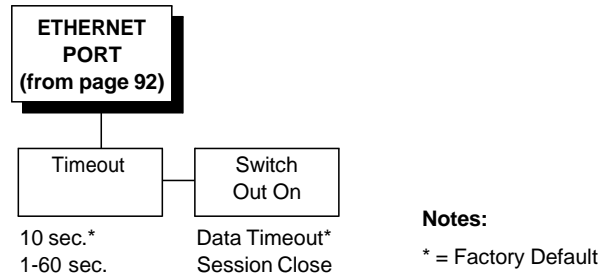 ETHERNET
PORT
(from page 92)
Timeout
10 sec.*
1-60 sec.
Switch
Out On
Data Timeout*
Session Close
Notes:
* = Factory Default